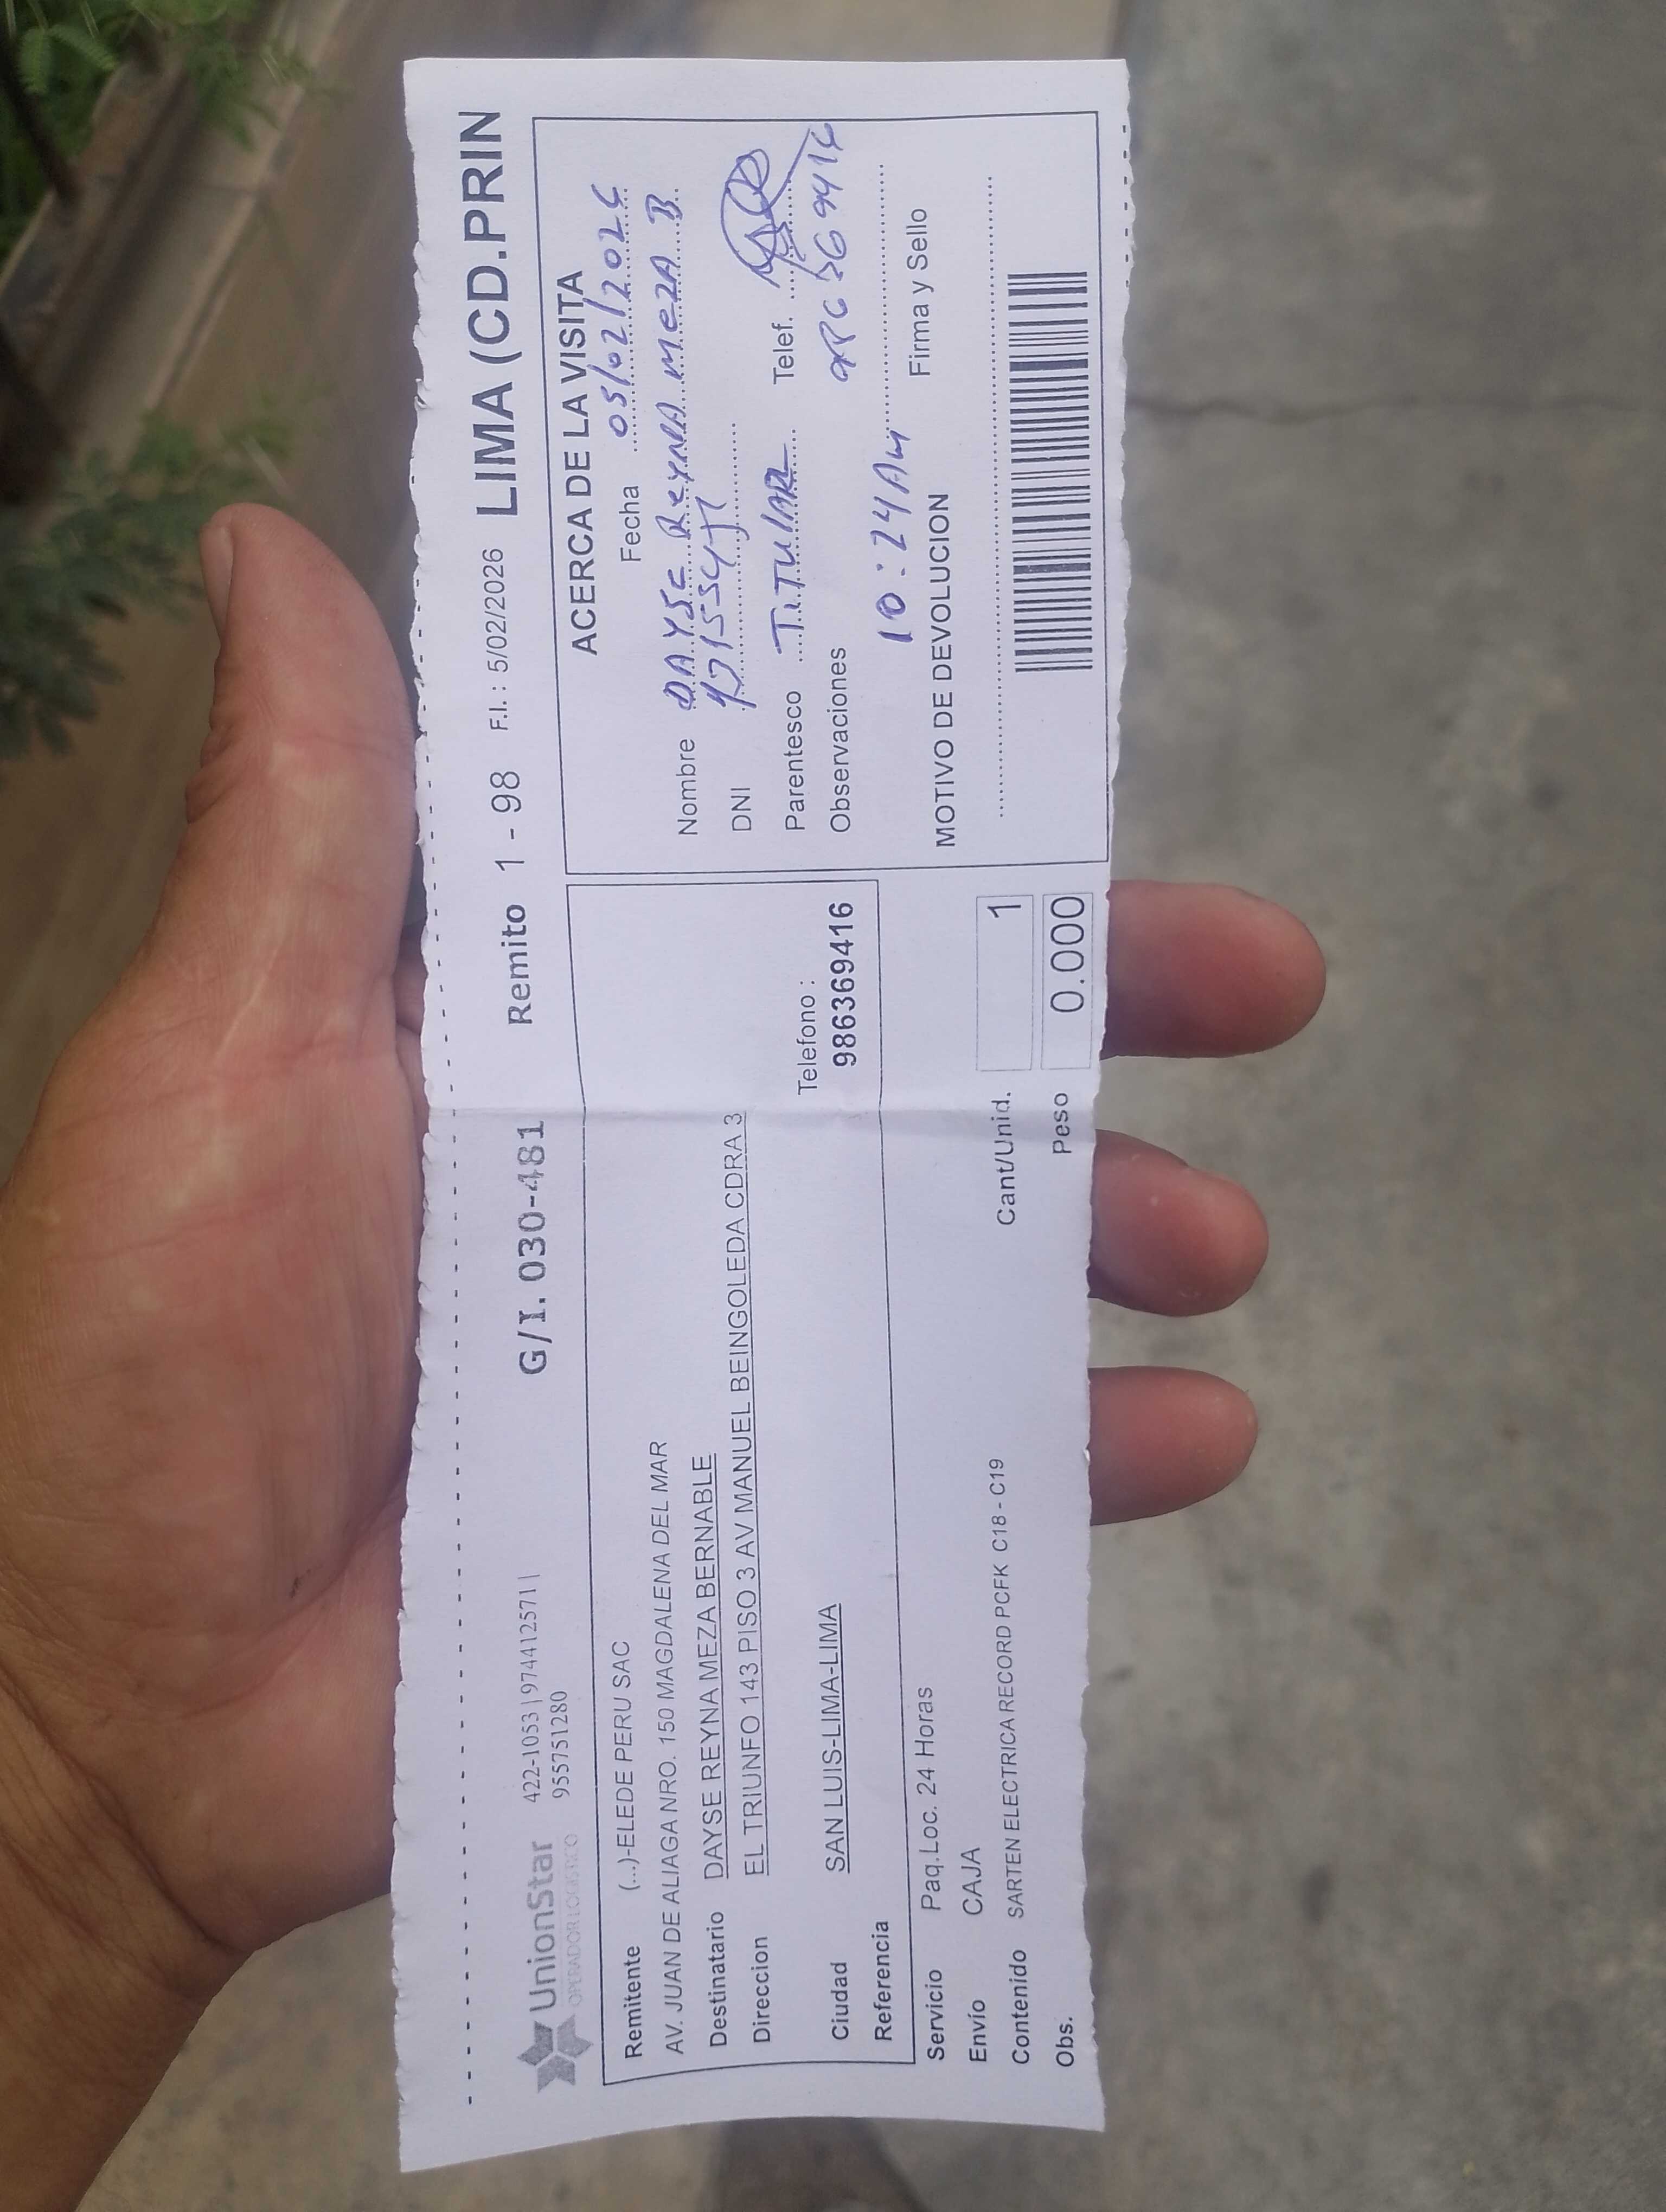 UnionStar
OPERADOR LOGISTICO
422-1053 | 974412571 |
955751280
G/I. 030-481
Remito 1 - 98 F.I. : 5/02/2026 LIMA (CD.PRIN
Remitente (...)-ELEDE PERU SAC
AV. JUAN DE ALIAGA NRO. 150 MAGDALENA DEL MAR
Destinatario DAYSE REYNA MEZA BERNABLE
Direccion EL TRIUNFO 143 PISO 3 AV MANUEL BEINGOLEDA CDRA 3
Telefono :
Ciudad SAN LUIS-LIMA-LIMA 986369416
Referencia
Servicio Paq.Loc. 24 Horas
Envío CAJA
Contenido SARTEN ELECTRICA RECORD PCFK C18 - C19
Obs.
Cant/Unid. 1
Peso 0.000
ACERCA DE LA VISITA
Fecha 05/02/2026
Nombre DAYSE Reyna MEZA B
DNI
Parentesco TITULAR Telef.
Observaciones
10:24 AM
MOTIVO DE DEVOLUCION Firma y Sello